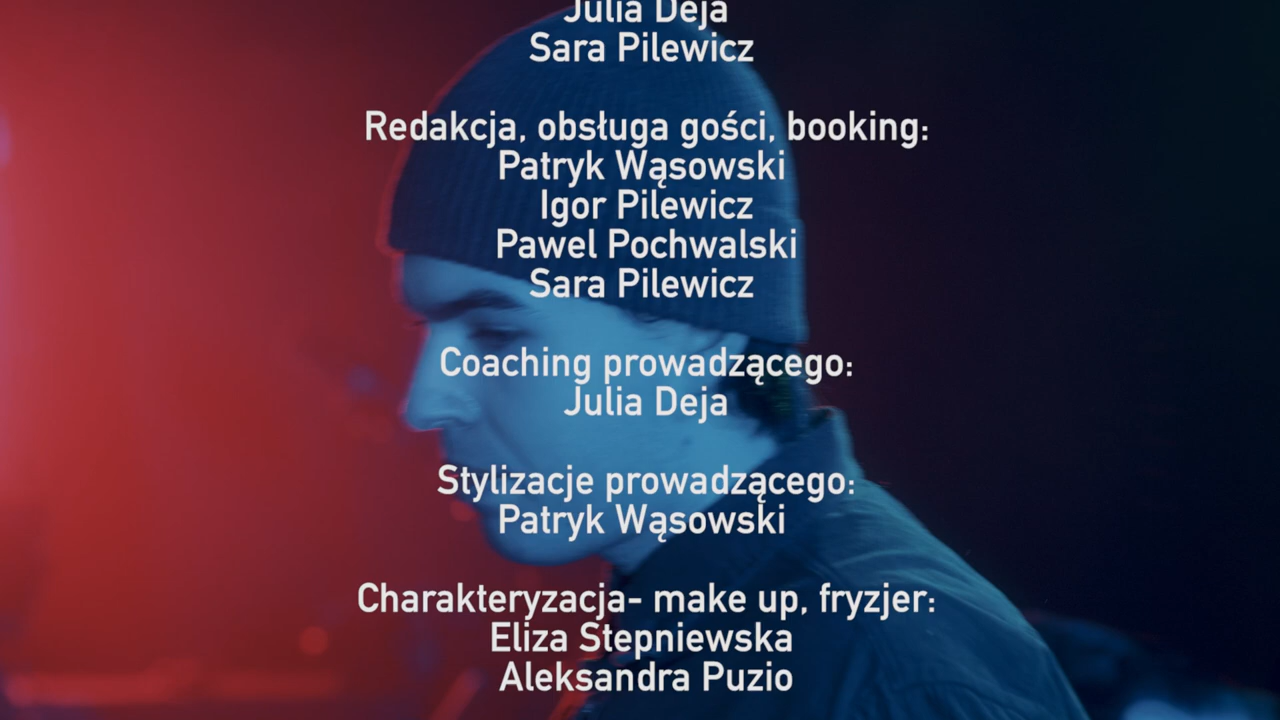 Julia Deja
Sara Pilewicz
Redakcja, obsługa gości, booking:
Patryk Wąsowski
Igor Pilewicz
Pawel Pochwalski
Sara Pilewicz
Coaching prowadzącego:
Julia Deja
Stylizacje prowadzącego:
Patryk Wąsowski
Charakteryzacja- make up, fryzjer:
Eliza Stepniewska
Aleksandra Puzio